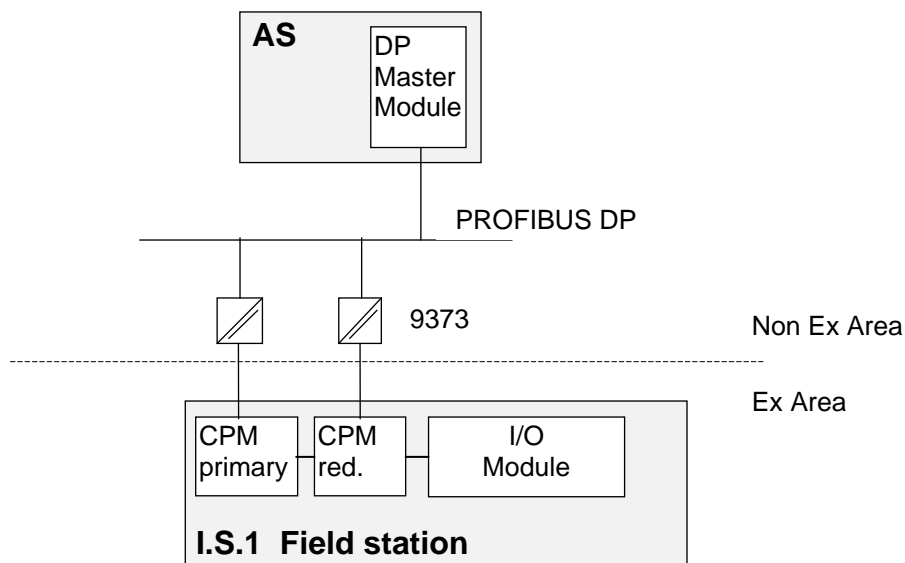 AS
DP
Master
Module
PROFIBUS DP
9373
Non Ex Area
Ex Area
CPM
primary
CPM
red.
I/O
Module
I.S.1 Field station